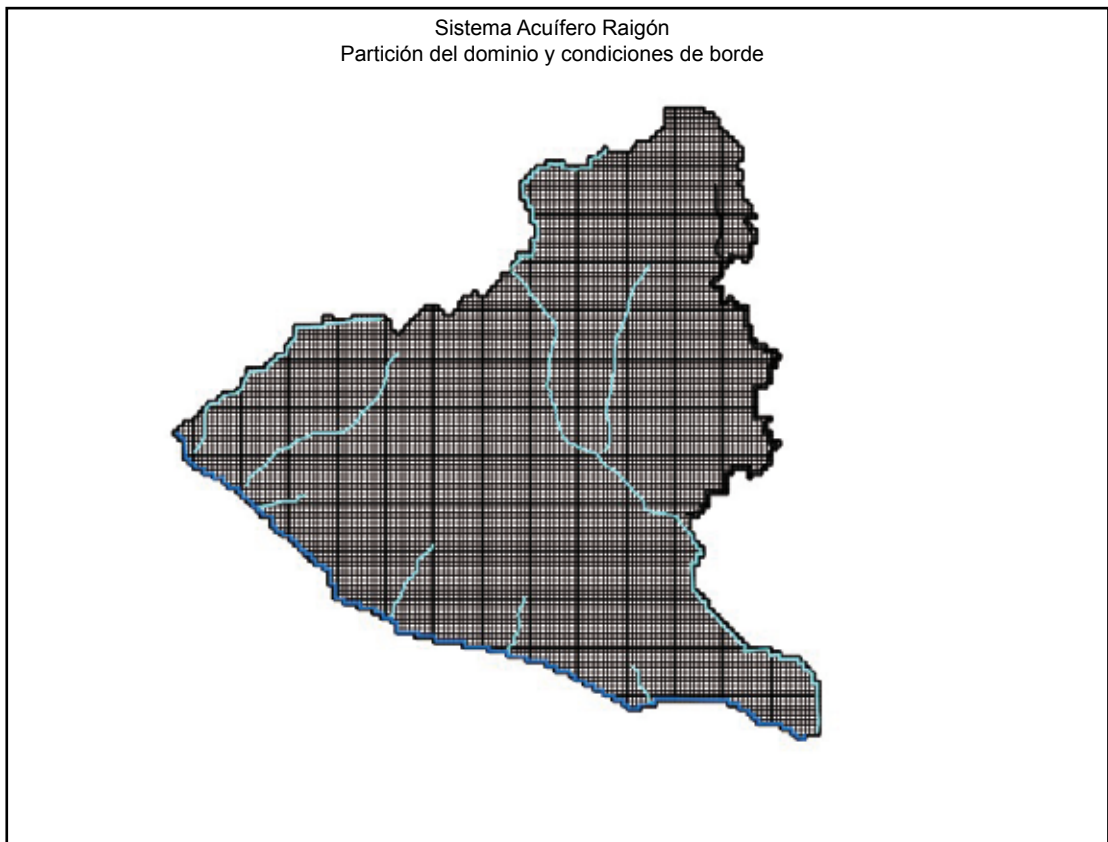 Sistema Acuífero Raigón
Partición del dominio y condiciones de borde